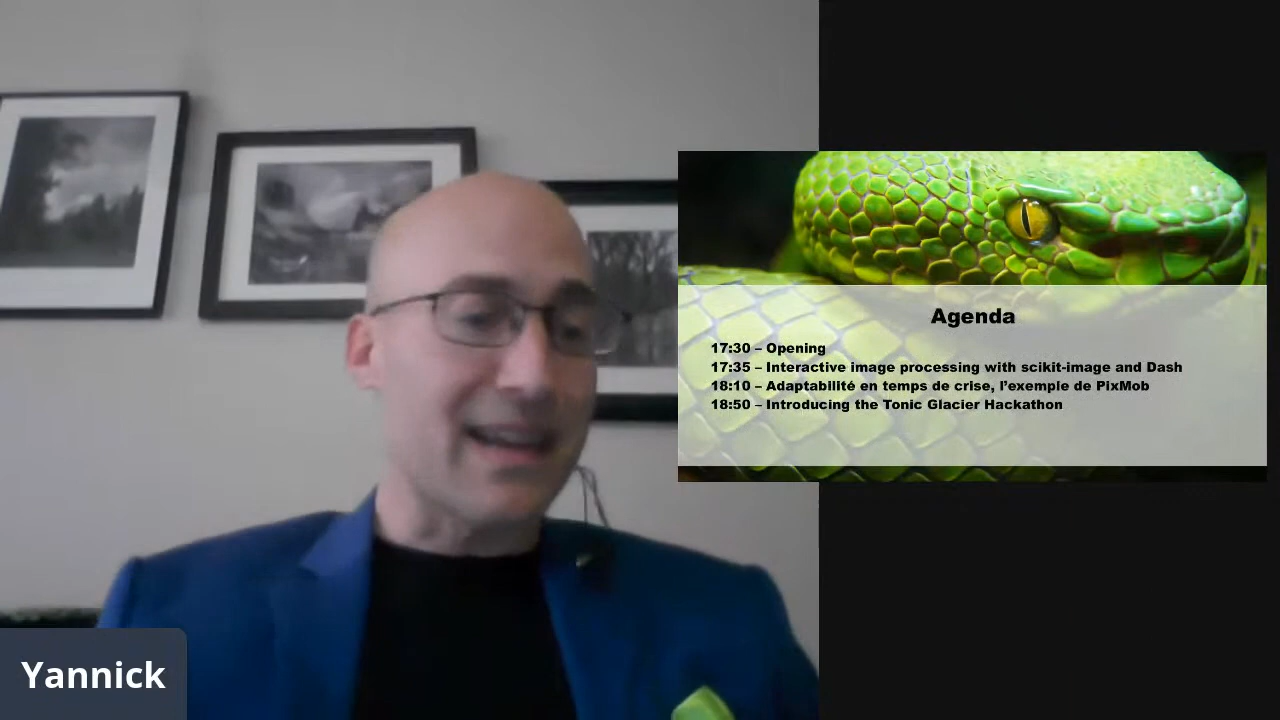 Agenda
17:30 – Opening
17:35 – Interactive image processing with scikit-image and Dash
18:10 – Adaptabilité en temps de crise, l’exemple de PixMob
18:50 – Introducing the Tonic Glacier Hackathon
Yannick